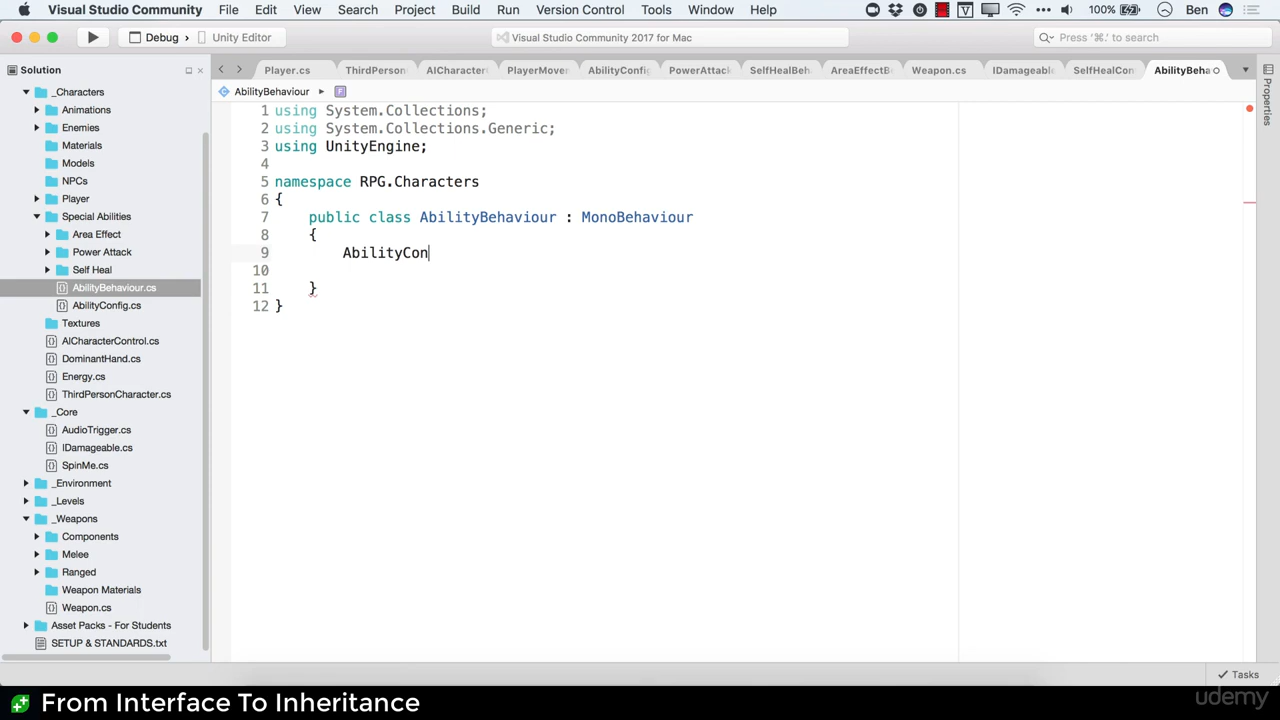 Visual Studio Community File Edit View Search Project Build Run Version Control Tools Window Help 100% Ben
Debug > Unity Editor Visual Studio Community 2017 for Mac Press '⌘.' to search
Solution Player.cs ThirdPerson AICharacter PlayerMover AbilityConfig PowerAttack SelfHealBeh AreaEffectB Weapon.cs IDamageable SelfHealCon AbilityBeha Properties
AbilityBehaviour F
_Characters
Animations
Enemies
Materials
Models
NPCs
Player
Special Abilities
Area Effect
Power Attack
Self Heal
AbilityBehaviour.cs
AbilityConfig.cs
Textures
AICharacterControl.cs
DominantHand.cs
Energy.cs
ThirdPersonCharacter.cs
_Core
AudioTrigger.cs
IDamageable.cs
SpinMe.cs
_Environment
_Levels
_Weapons
Components
Melee
Ranged
Weapon Materials
Weapon.cs
Asset Packs - For Students
SETUP & STANDARDS.txt
1 using System.Collections;
2 using System.Collections.Generic;
3 using UnityEngine;
4
5 namespace RPG.Characters
6 {
7 public class AbilityBehaviour : MonoBehaviour
8 {
9 AbilityCon
10
11 }
12 }
Tasks
From Interface To Inheritance
udemy